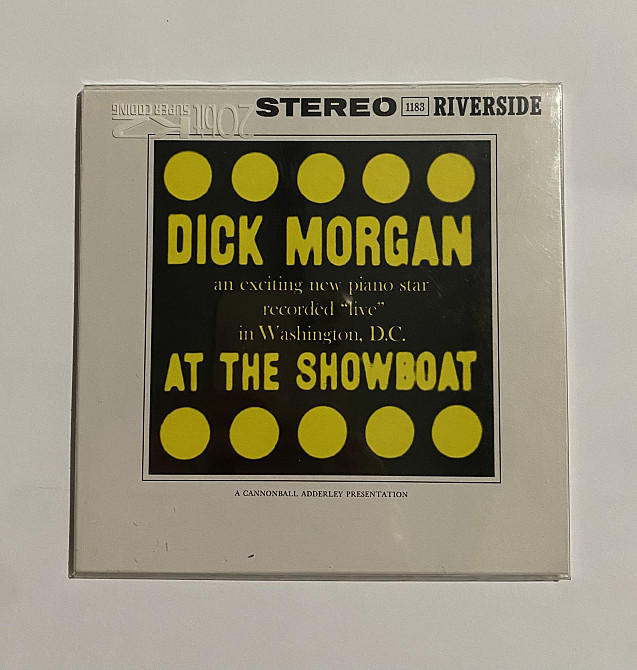 STEREO 1183 RIVERSIDE
20bit K2 SUPER CODING
DICK MORGAN
an exciting new piano star
recorded “live”
in Washington, D.C.
AT THE SHOWBOAT
A CANNONBALL ADDERLEY PRESENTATION